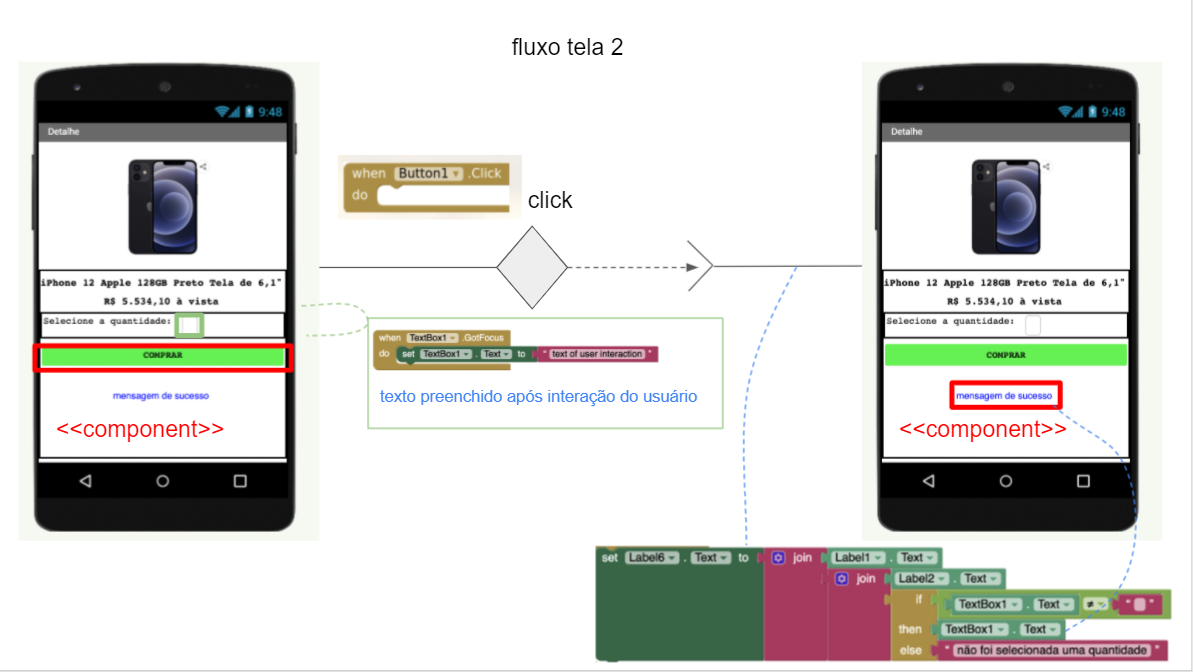 fluxo tela 2
9:48
Detalhe
iPhone 12 Apple 128GB Preto Tela de 6,1"
R$ 5.534,10 à vista
Selecione a quantidade:
COMPRAR
mensagem de sucesso
<<component>>
when Button1 .Click
do
click
when TextBox1 .GotFocus
do set TextBox1 . Text to " text of user interaction "
texto preenchido após interação do usuário
9:48
Detalhe
iPhone 12 Apple 128GB Preto Tela de 6,1"
R$ 5.534,10 à vista
Selecione a quantidade:
COMPRAR
mensagem de sucesso
<<component>>
set Label6 . Text to join Label1 . Text
join Label2 . Text
if TextBox1 . Text ≠ " "
then TextBox1 . Text
else " não foi selecionada uma quantidade "